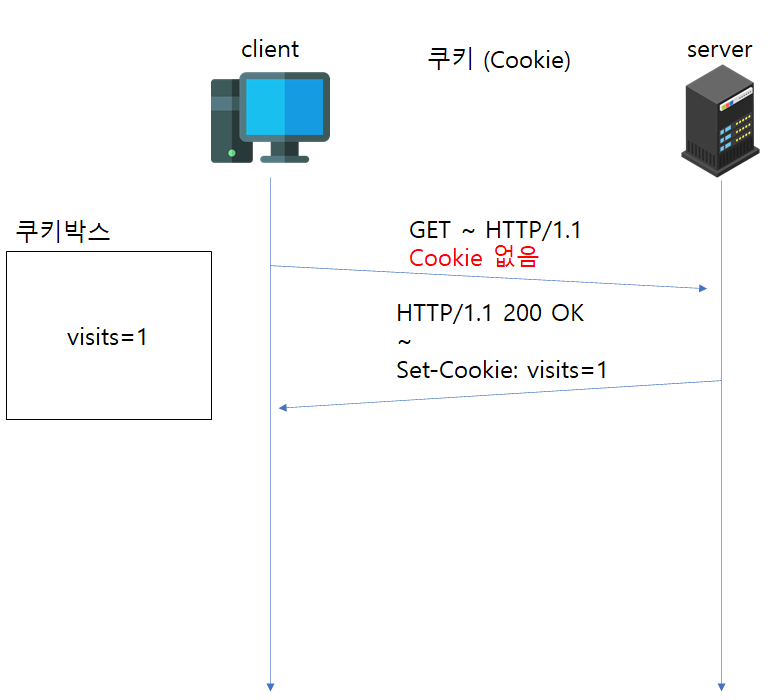 client
쿠키 (Cookie)
server
쿠키박스
visits=1
GET ~ HTTP/1.1
Cookie 없음
HTTP/1.1 200 OK
~
Set-Cookie: visits=1